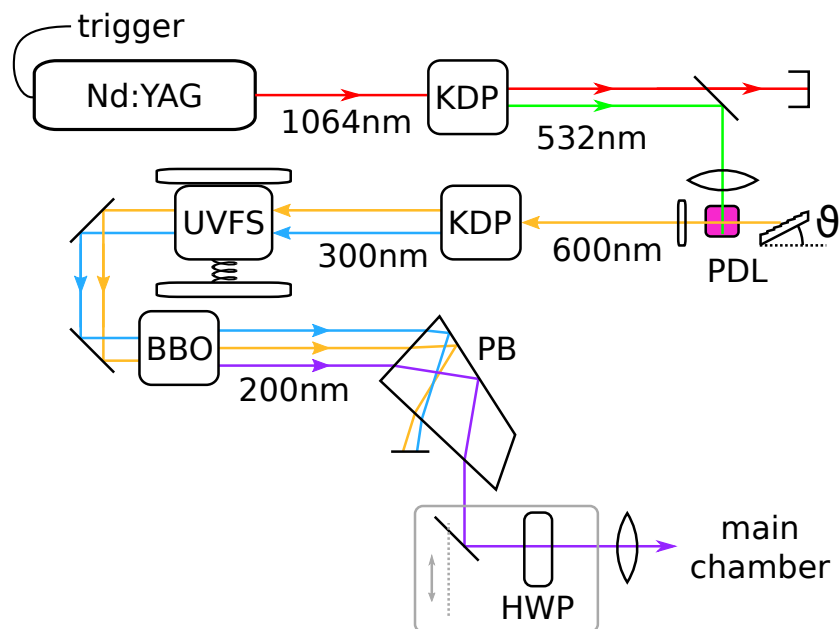 trigger
Nd:YAG
1064nm
KDP
532nm
UVFS
300nm
KDP
600nm
PDL
ϑ
BBO
200nm
PB
HWP
main
chamber